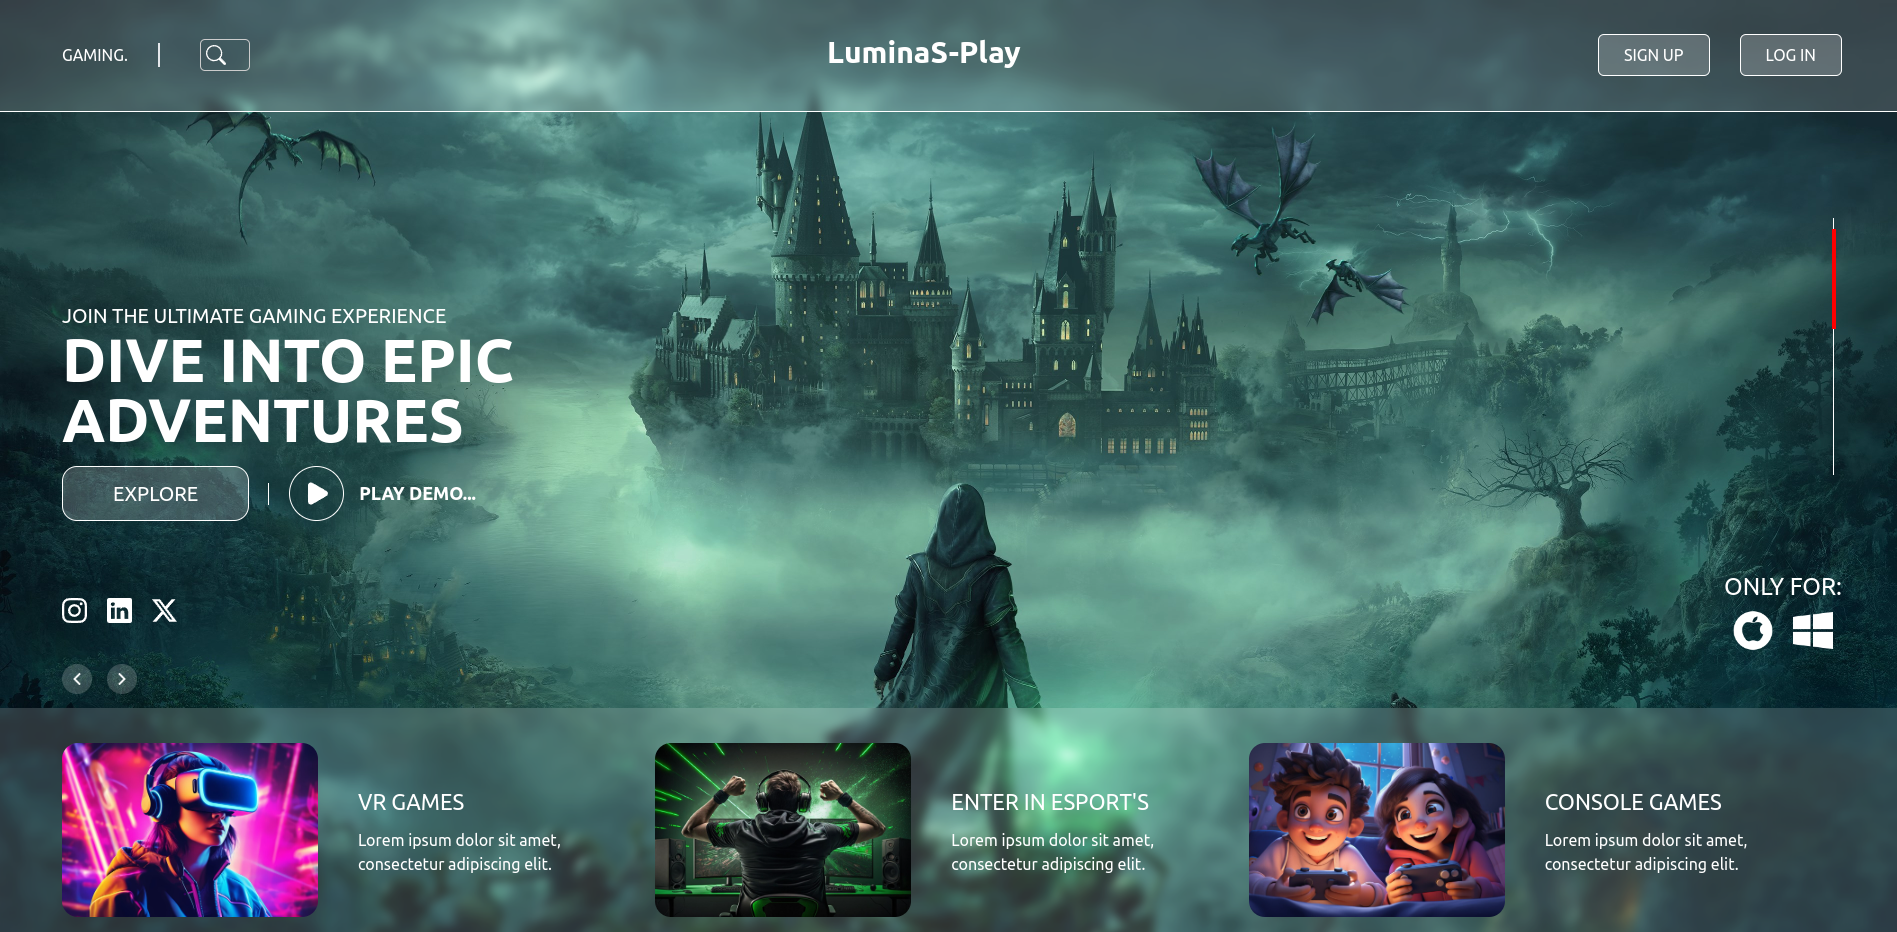 GAMING.
LuminaS-Play
SIGN UP
LOG IN
JOIN THE ULTIMATE GAMING EXPERIENCE
DIVE INTO EPIC
ADVENTURES
EXPLORE
PLAY DEMO...
ONLY FOR:
VR GAMES
Lorem ipsum dolor sit amet,
consectetur adipiscing elit.
ENTER IN ESPORT'S
Lorem ipsum dolor sit amet,
consectetur adipiscing elit.
CONSOLE GAMES
Lorem ipsum dolor sit amet,
consectetur adipiscing elit.